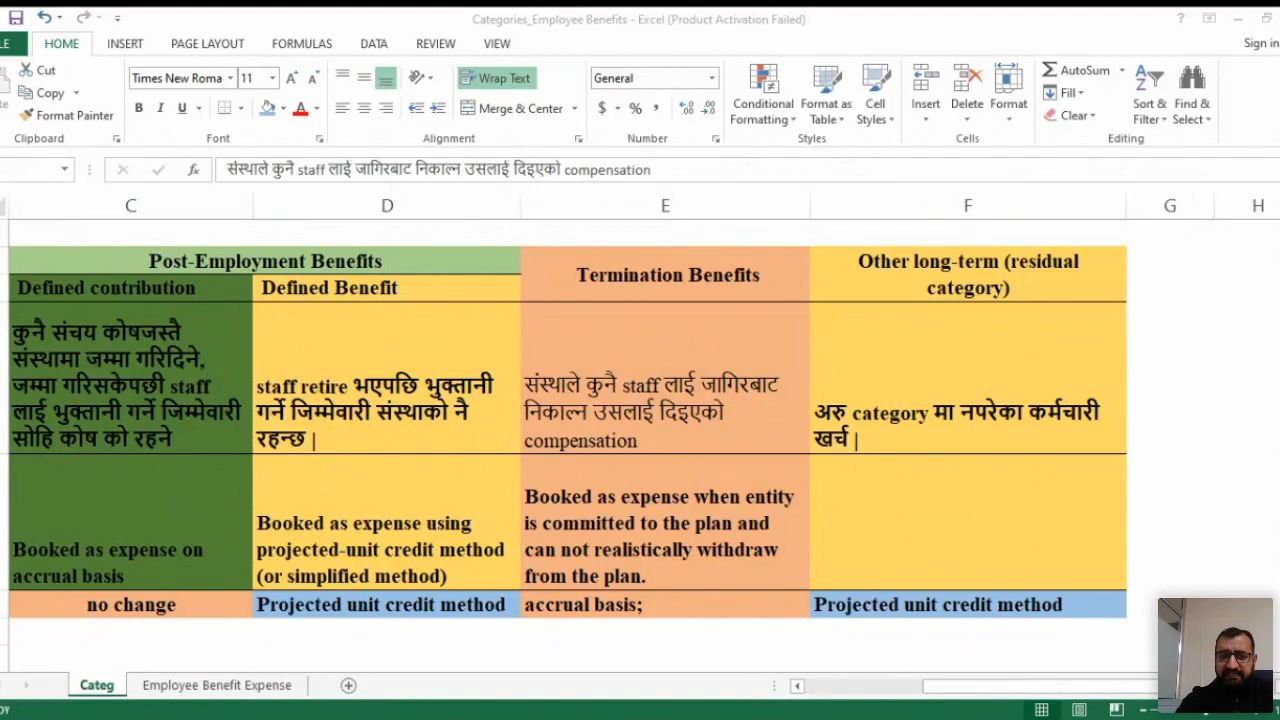 Categories_Employee Benefits - Excel (Product Activation Failed)
HOME INSERT PAGE LAYOUT FORMULAS DATA REVIEW VIEW
Sign in
Cut
Copy
Format Painter
Clipboard
Times New Roma 11
B I U
Font
Wrap Text
Merge & Center
Alignment
General
$ % ,
Number
Conditional Formatting
Format as Table
Cell Styles
Styles
Insert
Delete
Format
Cells
AutoSum
Fill
Clear
Sort & Filter
Find & Select
Editing
fx संस्थाले कुनै staff लाई जागिरबाट निकाल्न उसलाई दिइएको compensation
C D E F G H
Post-Employment Benefits
Defined contribution
Defined Benefit
Termination Benefits
Other long-term (residual
category)
कुनै संचय कोषजस्तै
संस्थामा जम्मा गरिदिने,
जम्मा गरिसकेपछी staff
लाई भुक्तानी गर्ने जिम्मेवारी
सोहि कोष को रहने
staff retire भएपछि भुक्तानी
गर्ने जिम्मेवारी संस्थाको नै
रहन्छ |
संस्थाले कुनै staff लाई जागिरबाट
निकाल्न उसलाई दिइएको
compensation
अरु category मा नपरेका कर्मचारी
खर्च |
Booked as expense on
accrual basis
Booked as expense using
projected-unit credit method
(or simplified method)
Booked as expense when entity
is committed to the plan and
can not realistically withdraw
from the plan.
no change
Projected unit credit method
accrual basis;
Projected unit credit method
Categ
Employee Benefit Expense